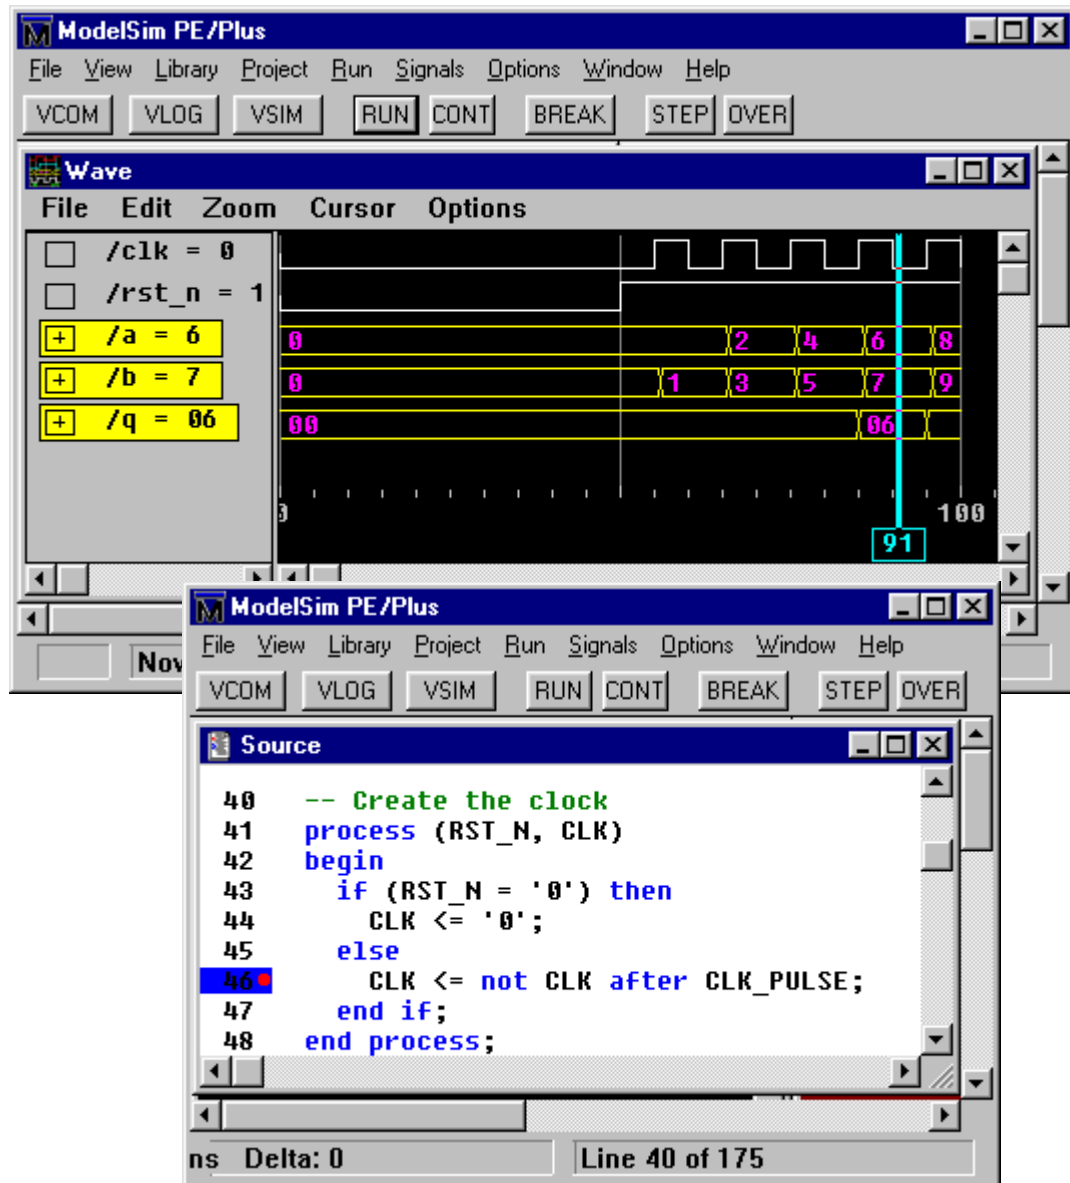 ModelSim PE/Plus
File View Library Project Run Signals Options Window Help
VCOM VLOG VSIM RUN CONT BREAK STEP OVER
Wave
File Edit Zoom Cursor Options
/clk = 0
/rst_n = 1
/a = 6 0 2 4 6 8
/b = 7 0 1 3 5 7 9
/q = 06 00 06
0 100
91
Nov
ModelSim PE/Plus
File View Library Project Run Signals Options Window Help
VCOM VLOG VSIM RUN CONT BREAK STEP OVER
Source
40 -- Create the clock
41 process (RST_N, CLK)
42 begin
43 if (RST_N = '0') then
44 CLK <= '0';
45 else
46 CLK <= not CLK after CLK_PULSE;
47 end if;
48 end process;
ns Delta: 0 Line 40 of 175